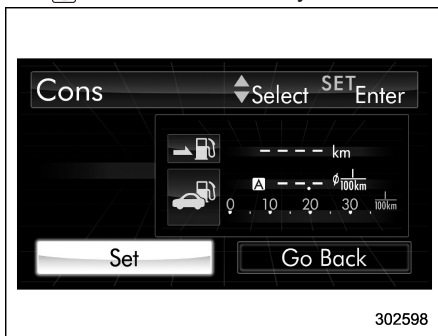 Cons Select SET Enter
---- km
A --.- ø l/100km
0 . 10 . 20 . 30 . l/100km
Set Go Back
302598